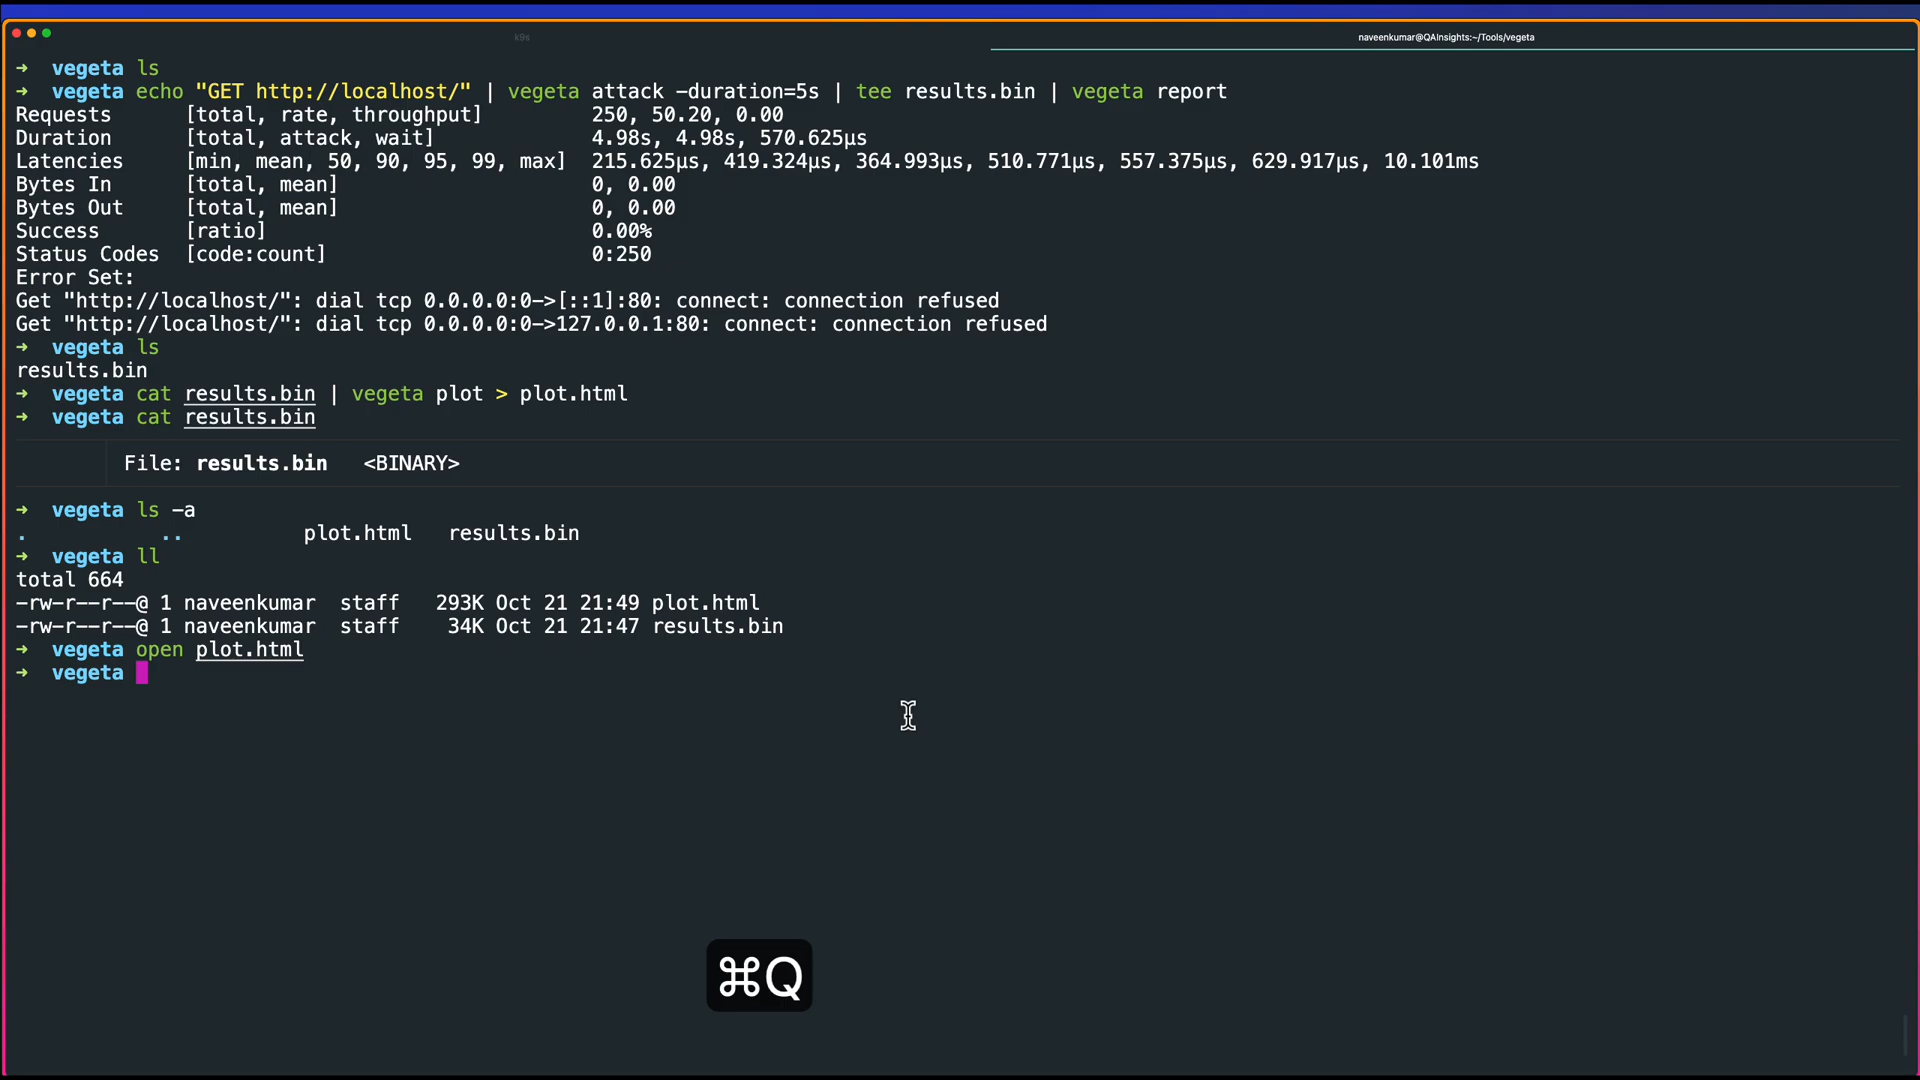 k9s
naveenkumar@QAInsights:~/Tools/vegeta
➜ vegeta ls
➜ vegeta echo "GET http://localhost/" | vegeta attack -duration=5s | tee results.bin | vegeta report
Requests [total, rate, throughput] 250, 50.20, 0.00
Duration [total, attack, wait] 4.98s, 4.98s, 570.625µs
Latencies [min, mean, 50, 90, 95, 99, max] 215.625µs, 419.324µs, 364.993µs, 510.771µs, 557.375µs, 629.917µs, 10.101ms
Bytes In [total, mean] 0, 0.00
Bytes Out [total, mean] 0, 0.00
Success [ratio] 0.00%
Status Codes [code:count] 0:250
Error Set:
Get "http://localhost/": dial tcp 0.0.0.0:0->[::1]:80: connect: connection refused
Get "http://localhost/": dial tcp 0.0.0.0:0->127.0.0.1:80: connect: connection refused
➜ vegeta ls
results.bin
➜ vegeta cat results.bin | vegeta plot > plot.html
➜ vegeta cat results.bin
File: results.bin <BINARY>
➜ vegeta ls -a
. .. plot.html results.bin
➜ vegeta ll
total 664
-rw-r--r--@ 1 naveenkumar staff 293K Oct 21 21:49 plot.html
-rw-r--r--@ 1 naveenkumar staff 34K Oct 21 21:47 results.bin
➜ vegeta open plot.html
➜ vegeta
⌘Q